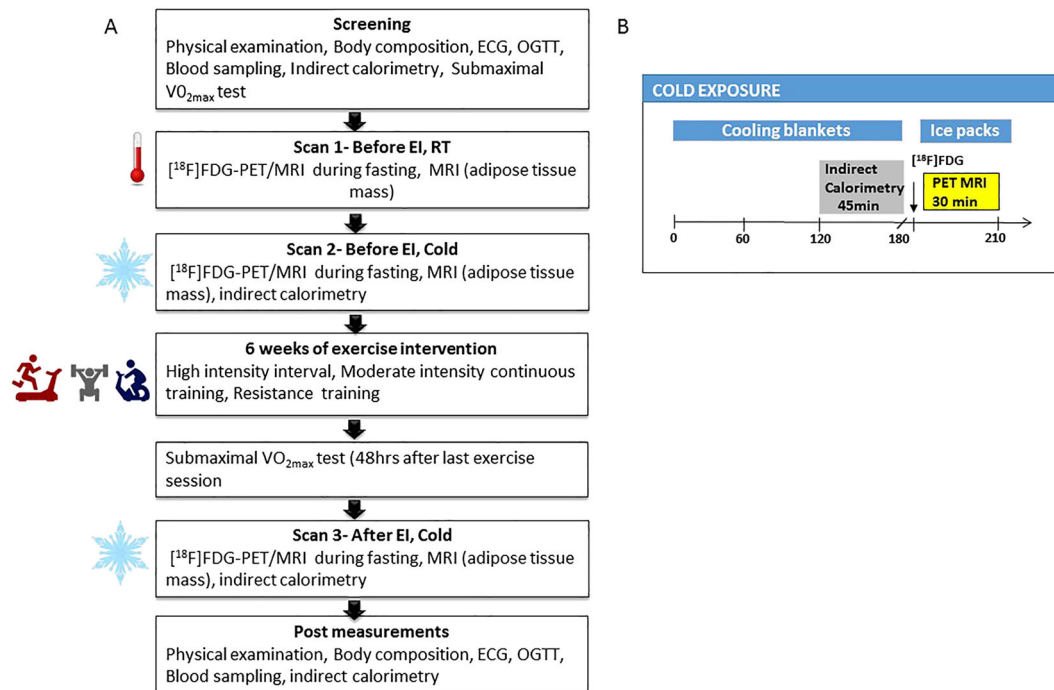 A
Screening
Physical examination, Body composition, ECG, OGTT,
Blood sampling, Indirect calorimetry, Submaximal
V0₂max test
Scan 1- Before EI, RT
[¹⁸F]FDG-PET/MRI during fasting, MRI (adipose tissue
mass)
Scan 2- Before EI, Cold
[¹⁸F]FDG-PET/MRI during fasting, MRI (adipose tissue
mass), indirect calorimetry
6 weeks of exercise intervention
High intensity interval, Moderate intensity continuous
training, Resistance training
Submaximal VO₂max test (48hrs after last exercise
session
Scan 3- After EI, Cold
[¹⁸F]FDG-PET/MRI during fasting, MRI (adipose tissue
mass), indirect calorimetry
Post measurements
Physical examination, Body composition, ECG, OGTT,
Blood sampling, indirect calorimetry
B
COLD EXPOSURE
Cooling blankets
Ice packs
[¹⁸F]FDG
Indirect
Calorimetry
45min
PET MRI
30 min
0
60
120
180
210